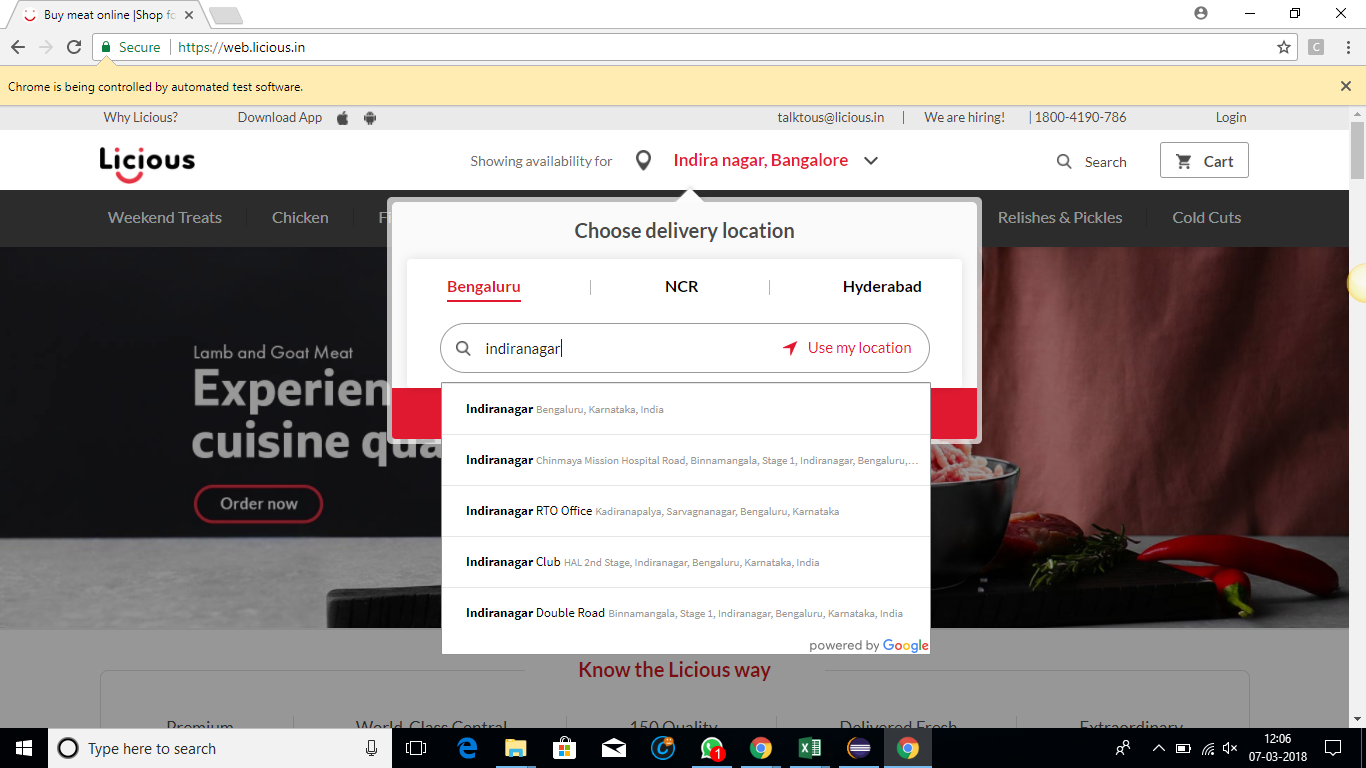 Buy meat online |Shop fo
Secure https://web.licious.in
C
Chrome is being controlled by automated test software.
Why Licious? Download App talktous@licious.in | We are hiring! | 1800-4190-786 Login
Licious Showing availability for Indira nagar, Bangalore Search Cart
Weekend Treats Chicken Relishes & Pickles Cold Cuts
Choose delivery location
Bengaluru | NCR | Hyderabad
indiranagar Use my location
Lamb and Goat Meat
Experien
cuisine qua
Order now
Indiranagar Bengaluru, Karnataka, India
Indiranagar Chinmaya Mission Hospital Road, Binnamangala, Stage 1, Indiranagar, Bengaluru,...
Indiranagar RTO Office Kadiranapalya, Sarvagnanagar, Bengaluru, Karnataka
Indiranagar Club HAL 2nd Stage, Indiranagar, Bengaluru, Karnataka, India
Indiranagar Double Road Binnamangala, Stage 1, Indiranagar, Bengaluru, Karnataka, India
powered by Google
Know the Licious way
Premium World-Class Central 150 Quality Delivered Fresh Extraordinary
Type here to search 1 12:06
07-03-2018